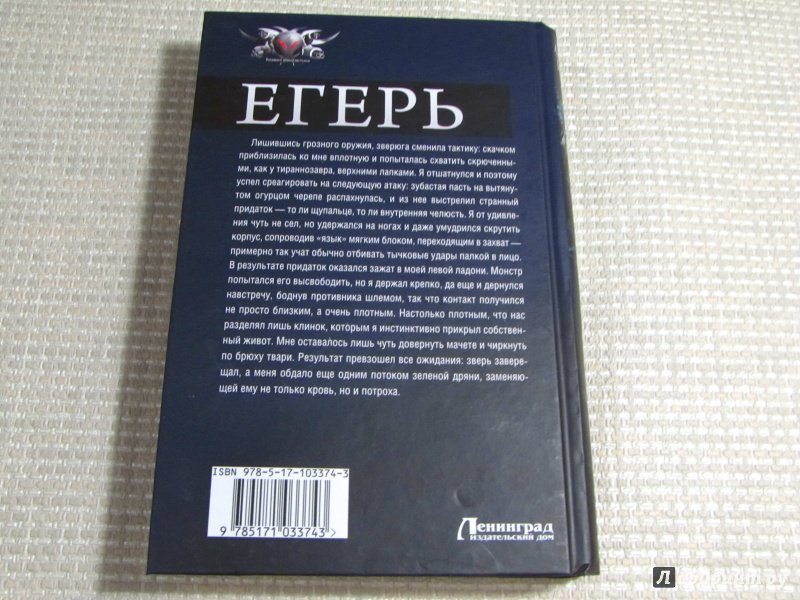 ЕГЕРЬ
Лишившись грозного оружия, зверюга сменила тактику: скачком
приблизилась ко мне вплотную и попыталась схватить скрюченны-
ми, как у тираннозавра, верхними лапками. Я отшатнулся и поэтому
успел среагировать на следующую атаку: зубастая пасть на вытяну-
том огурцом черепе распахнулась, и из нее выстрелил странный
придаток — то ли щупальце, то ли внутренняя челюсть. Я от удивле-
ния чуть не сел, но удержался на ногах и даже умудрился скрутить
корпус, сопроводив «язык» мягким блоком, переходящим в захват —
примерно так учат обычно отбивать тычковые удары палкой в лицо.
В результате придаток оказался зажат в моей левой ладони. Монстр
попытался его высвободить, но я держал крепко, да еще и дернулся
навстречу, боднув противника шлемом, так что контакт получился
не просто близким, а очень плотным. Настолько плотным, что нас
разделял лишь клинок, которым я инстинктивно прикрыл собствен-
ный живот. Мне оставалось лишь чуть довернуть мачете и чиркнуть
по брюху твари. Результат превзошел все ожидания: зверь завере-
щал, а меня обдало еще одним потоком зеленой дряни, заменяю-
щей ему не только кровь, но и потроха.
ISBN 978-5-17-103374-3
9 785171 033743 >
Ленинград
издательский дом
Лабиринт.ру